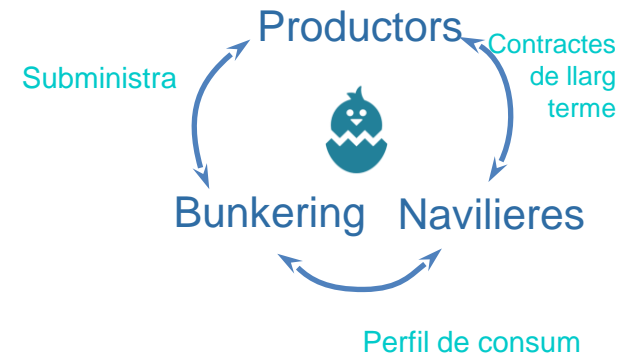 Productors
Contractes
de llarg
terme
Subministra
Bunkering
Navilieres
Perfil de consum